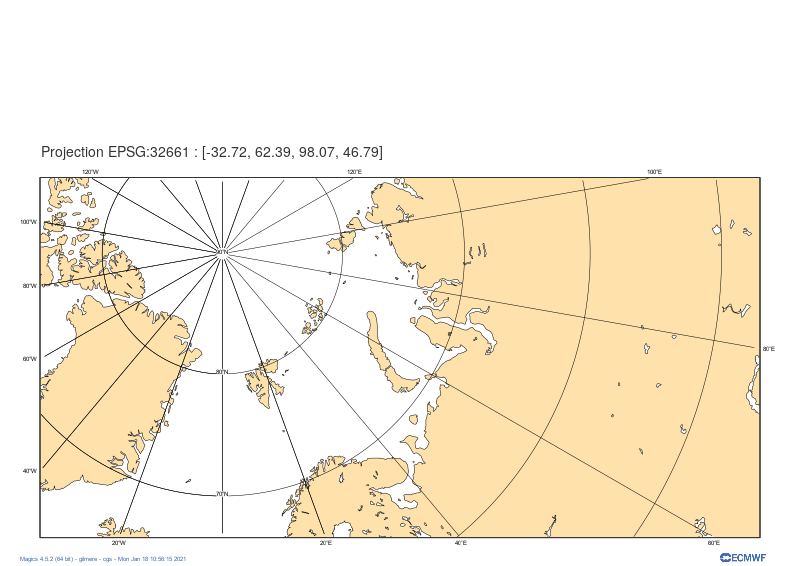 Projection EPSG:32661 : [-32.72, 62.39, 98.07, 46.79]
120°W 120°E 100°E
100°W
90°N
80°W
80°E
60°W
80°N
40°W
70°N
20°W 20°E 40°E 60°E
Magics 4.5.2 (64 bit) - gilmere - cgs - Mon Jan 18 10:56:15 2021
ECMWF